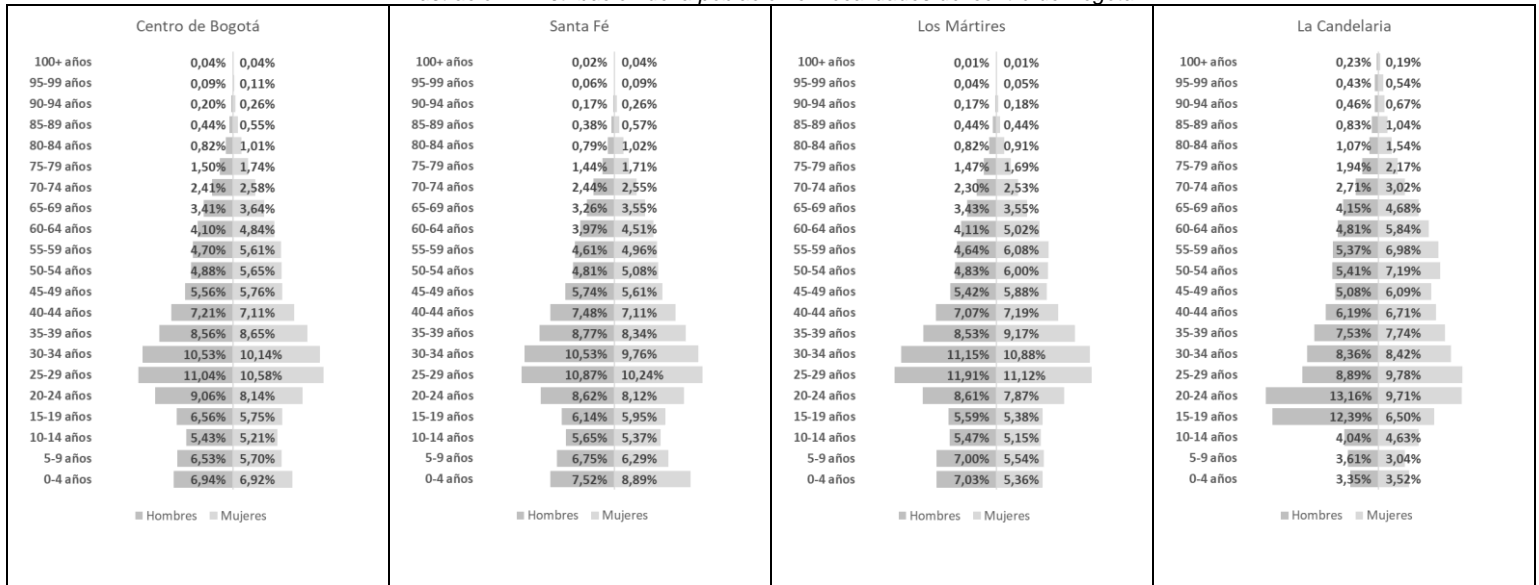 Centro de Bogotá
100+ años 0,04% 0,04%
95-99 años 0,09% 0,11%
90-94 años 0,20% 0,26%
85-89 años 0,44% 0,55%
80-84 años 0,82% 1,01%
75-79 años 1,50% 1,74%
70-74 años 2,41% 2,58%
65-69 años 3,41% 3,64%
60-64 años 4,10% 4,84%
55-59 años 4,70% 5,61%
50-54 años 4,88% 5,65%
45-49 años 5,56% 5,76%
40-44 años 7,21% 7,11%
35-39 años 8,56% 8,65%
30-34 años 10,53% 10,14%
25-29 años 11,04% 10,58%
20-24 años 9,06% 8,14%
15-19 años 6,56% 5,75%
10-14 años 5,43% 5,21%
5-9 años 6,53% 5,70%
0-4 años 6,94% 6,92%
Hombres Mujeres
Santa Fé
100+ años 0,02% 0,04%
95-99 años 0,06% 0,09%
90-94 años 0,17% 0,26%
85-89 años 0,38% 0,57%
80-84 años 0,79% 1,02%
75-79 años 1,44% 1,71%
70-74 años 2,44% 2,55%
65-69 años 3,26% 3,55%
60-64 años 3,97% 4,51%
55-59 años 4,61% 4,96%
50-54 años 4,81% 5,08%
45-49 años 5,74% 5,61%
40-44 años 7,48% 7,11%
35-39 años 8,77% 8,34%
30-34 años 10,53% 9,76%
25-29 años 10,87% 10,24%
20-24 años 8,62% 8,12%
15-19 años 6,14% 5,95%
10-14 años 5,65% 5,37%
5-9 años 6,75% 6,29%
0-4 años 7,52% 8,89%
Hombres Mujeres
Los Mártires
100+ años 0,01% 0,01%
95-99 años 0,04% 0,05%
90-94 años 0,17% 0,18%
85-89 años 0,44% 0,44%
80-84 años 0,82% 0,91%
75-79 años 1,47% 1,69%
70-74 años 2,30% 2,53%
65-69 años 3,43% 3,55%
60-64 años 4,11% 5,02%
55-59 años 4,64% 6,08%
50-54 años 4,83% 6,00%
45-49 años 5,42% 5,88%
40-44 años 7,07% 7,19%
35-39 años 8,53% 9,17%
30-34 años 11,15% 10,88%
25-29 años 11,91% 11,12%
20-24 años 8,61% 7,87%
15-19 años 5,59% 5,38%
10-14 años 5,47% 5,15%
5-9 años 7,00% 5,54%
0-4 años 7,03% 5,36%
Hombres Mujeres
La Candelaria
100+ años 0,23% 0,19%
95-99 años 0,43% 0,54%
90-94 años 0,46% 0,67%
85-89 años 0,83% 1,04%
80-84 años 1,07% 1,54%
75-79 años 1,94% 2,17%
70-74 años 2,71% 3,02%
65-69 años 4,15% 4,68%
60-64 años 4,81% 5,84%
55-59 años 5,37% 6,98%
50-54 años 5,41% 7,19%
45-49 años 5,08% 6,09%
40-44 años 6,19% 6,71%
35-39 años 7,53% 7,74%
30-34 años 8,36% 8,42%
25-29 años 8,89% 9,78%
20-24 años 13,16% 9,71%
15-19 años 12,39% 6,50%
10-14 años 4,04% 4,63%
5-9 años 3,61% 3,04%
0-4 años 3,35% 3,52%
Hombres Mujeres